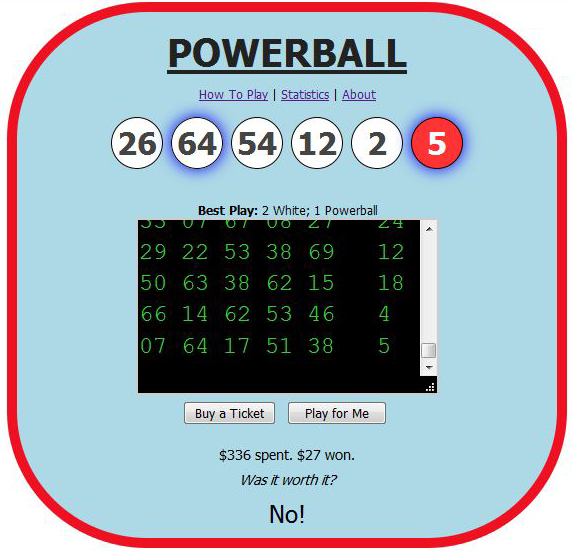 POWERBALL
How To Play | Statistics | About
26 64 54 12 2 5
Best Play: 2 White; 1 Powerball
29 22 53 38 69 12
50 63 38 62 15 18
66 14 62 53 46 4
07 64 17 51 38 5
Buy a Ticket Play for Me
$336 spent. $27 won.
Was it worth it?
No!